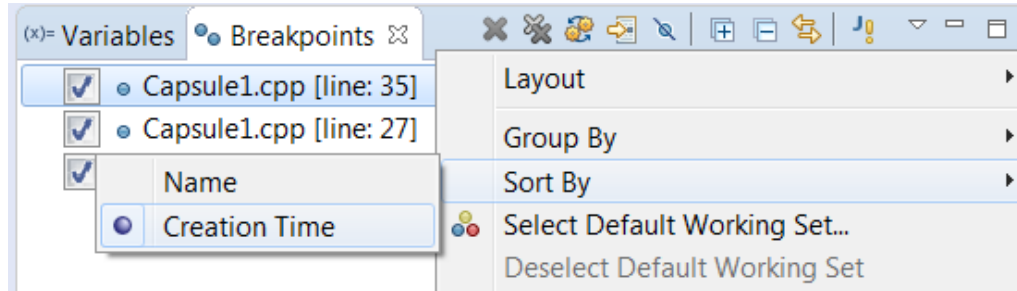 (x)= Variables Breakpoints
Capsule1.cpp [line: 35]
Capsule1.cpp [line: 27]
Name
Creation Time
Layout
Group By
Sort By
Select Default Working Set...
Deselect Default Working Set